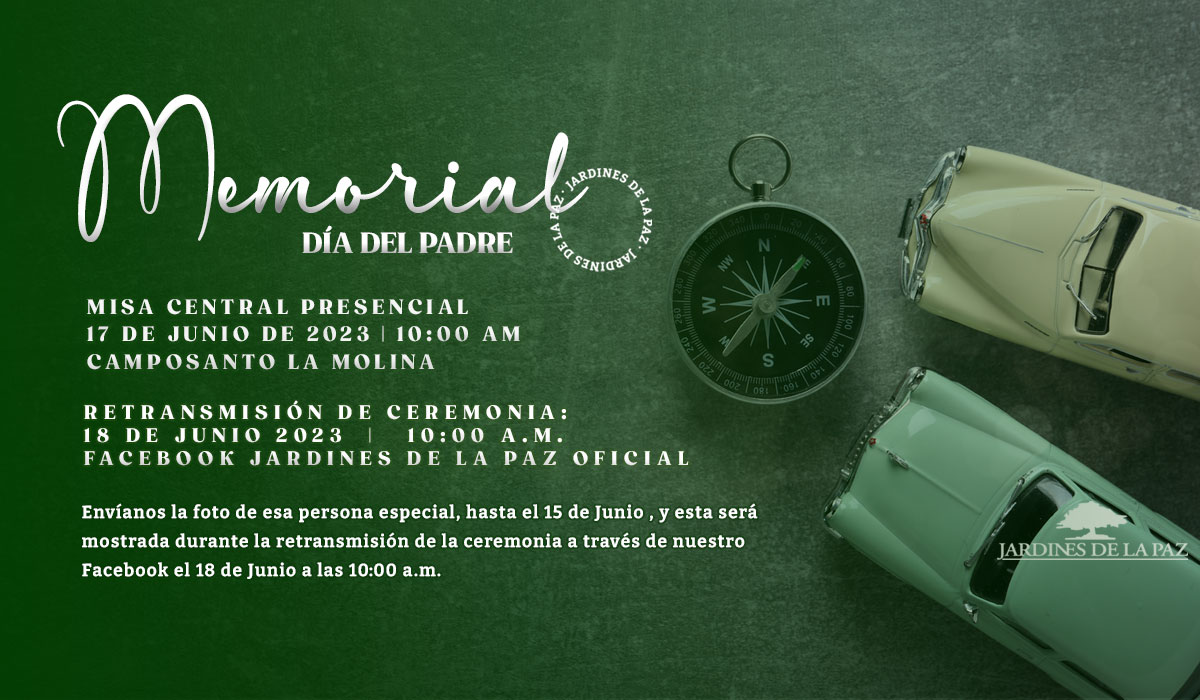 Memorial
DÍA DEL PADRE
JARDINES DE LA PAZ · JARDINES DE LA PAZ ·
MISA CENTRAL PRESENCIAL
17 DE JUNIO DE 2023 | 10:00 AM
CAMPOSANTO LA MOLINA
RETRANSMISIÓN DE CEREMONIA:
18 DE JUNIO 2023 | 10:00 A.M.
FACEBOOK JARDINES DE LA PAZ OFICIAL
Envíanos la foto de esa persona especial, hasta el 15 de Junio , y esta será
mostrada durante la retransmisión de la ceremonia a través de nuestro
Facebook el 18 de Junio a las 10:00 a.m.
N
NW
W
E
SE
S
JARDINES DE LA PAZ